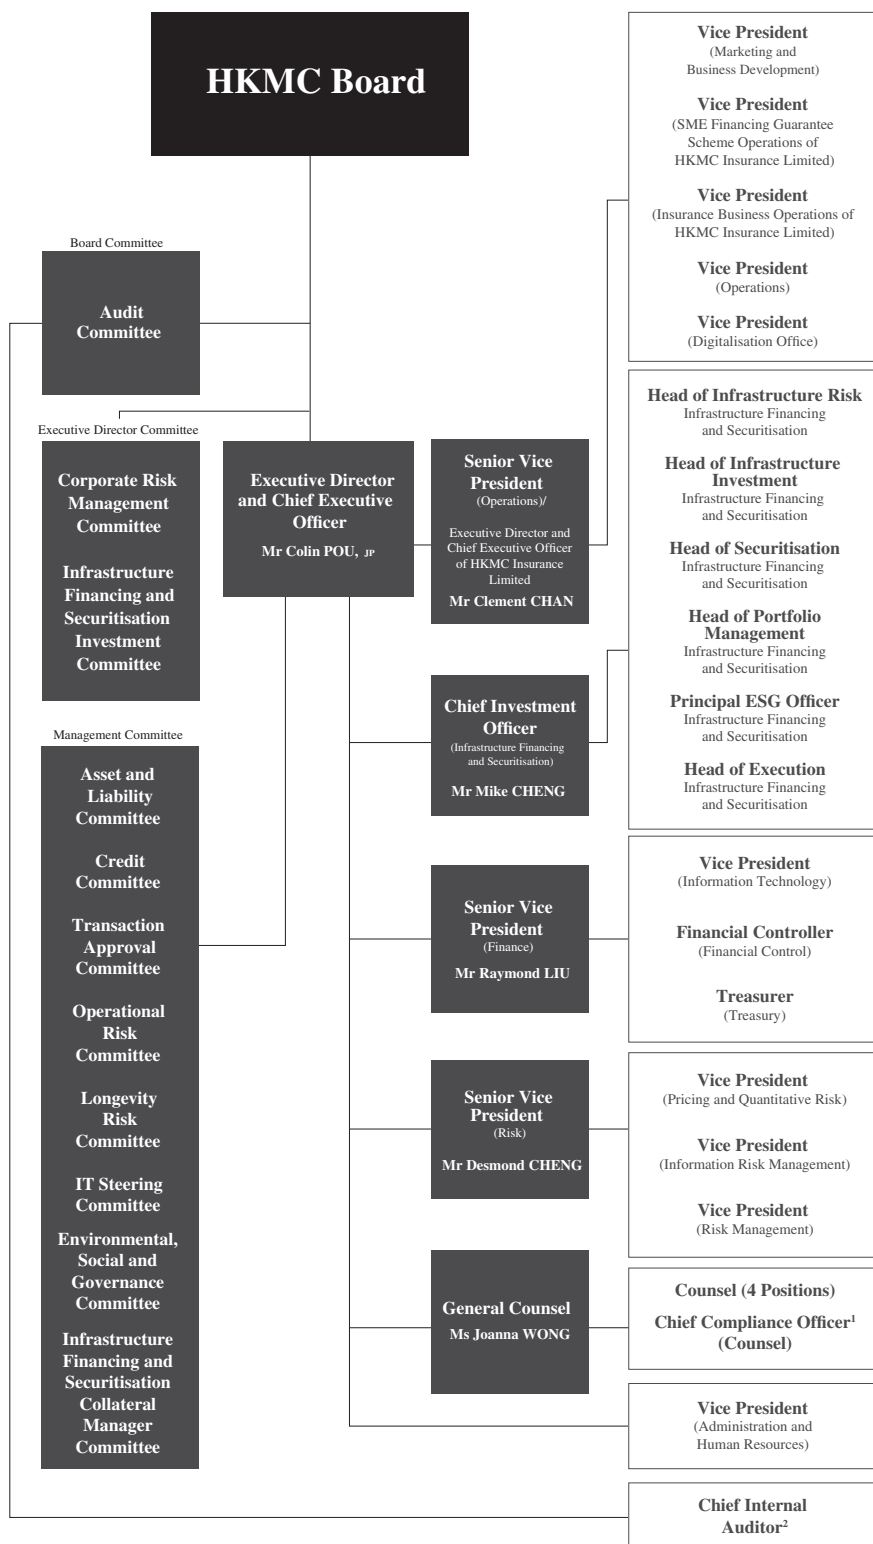 HKMC Board
Board Committee
Audit
Committee
Executive Director Committee
Corporate Risk
Management
Committee
Infrastructure
Financing and
Securitisation
Investment
Committee
Management Committee
Asset and
Liability
Committee
Credit
Committee
Transaction
Approval
Committee
Operational
Risk
Committee
Longevity
Risk
Committee
IT Steering
Committee
Environmental,
Social and
Governance
Committee
Infrastructure
Financing and
Securitisation
Collateral
Manager
Committee
Executive Director
and Chief Executive
Officer
Mr Colin POU, JP
Senior Vice
President
(Operations)/
Executive Director and
Chief Executive Officer
of HKMC Insurance
Limited
Mr Clement CHAN
Chief Investment
Officer
(Infrastructure Financing
and Securitisation)
Mr Mike CHENG
Senior Vice
President
(Finance)
Mr Raymond LIU
Senior Vice
President
(Risk)
Mr Desmond CHENG
General Counsel
Ms Joanna WONG
Vice President
(Marketing and
Business Development)
Vice President
(SME Financing Guarantee
Scheme Operations of
HKMC Insurance Limited)
Vice President
(Insurance Business Operations of
HKMC Insurance Limited)
Vice President
(Operations)
Vice President
(Digitalisation Office)
Head of Infrastructure Risk
Infrastructure Financing
and Securitisation
Head of Infrastructure
Investment
Infrastructure Financing
and Securitisation
Head of Securitisation
Infrastructure Financing
and Securitisation
Head of Portfolio
Management
Infrastructure Financing
and Securitisation
Principal ESG Officer
Infrastructure Financing
and Securitisation
Head of Execution
Infrastructure Financing
and Securitisation
Vice President
(Information Technology)
Financial Controller
(Financial Control)
Treasurer
(Treasury)
Vice President
(Pricing and Quantitative Risk)
Vice President
(Information Risk Management)
Vice President
(Risk Management)
Counsel (4 Positions)
Chief Compliance Officer¹
(Counsel)
Vice President
(Administration and
Human Resources)
Chief Internal
Auditor²